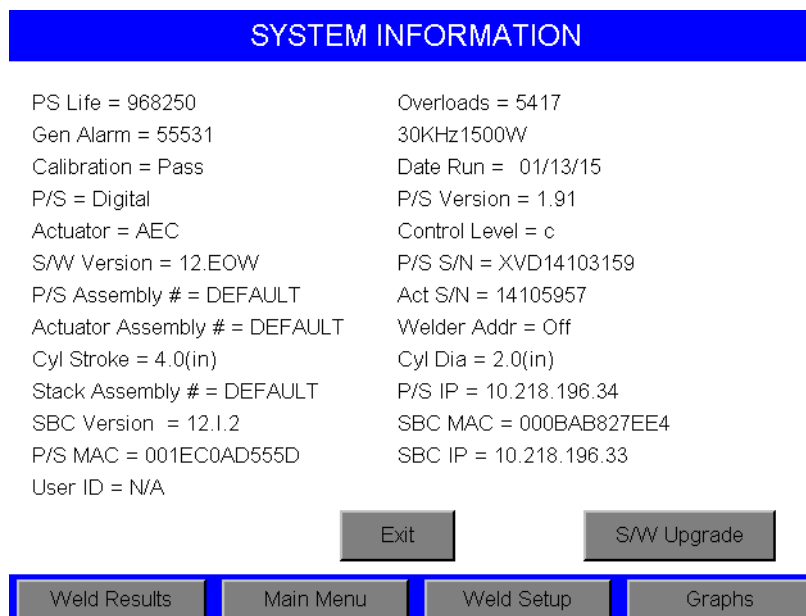 SYSTEM INFORMATION
PS Life = 968250
Overloads = 5417
Gen Alarm = 55531
30KHz1500W
Calibration = Pass
Date Run = 01/13/15
P/S = Digital
P/S Version = 1.91
Actuator = AEC
Control Level = c
S/W Version = 12.EOW
P/S S/N = XVD14103159
P/S Assembly # = DEFAULT
Act S/N = 14105957
Actuator Assembly # = DEFAULT
Welder Addr = Off
Cyl Stroke = 4.0(in)
Cyl Dia = 2.0(in)
Stack Assembly # = DEFAULT
P/S IP = 10.218.196.34
SBC Version = 12.I.2
SBC MAC = 000BAB827EE4
P/S MAC = 001EC0AD555D
SBC IP = 10.218.196.33
User ID = N/A
Exit
S/W Upgrade
Weld Results
Main Menu
Weld Setup
Graphs